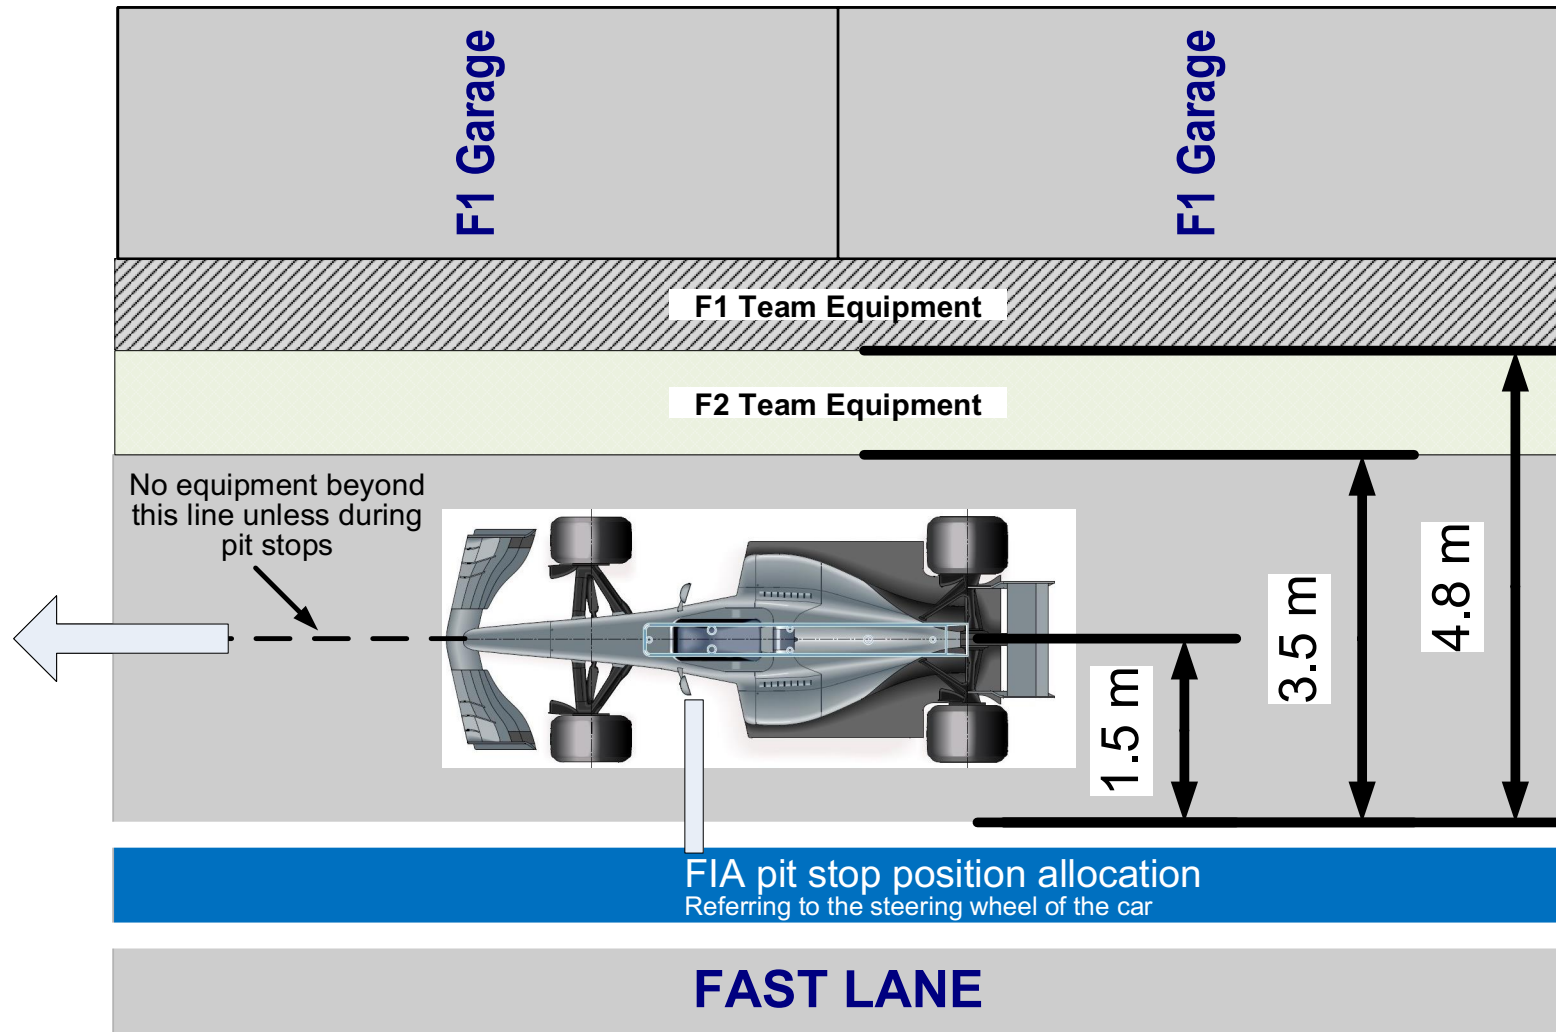 F1 Garage
F1 Garage
F1 Team Equipment
F2 Team Equipment
No equipment beyond
this line unless during
pit stops
1.5 m
3.5 m
4.8 m
FIA pit stop position allocation
Referring to the steering wheel of the car
FAST LANE